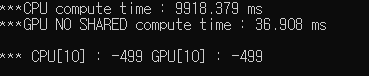 ***CPU compute time : 9918.379 ms
***GPU NO SHARED compute time : 36.908 ms
*** CPU[10] : -499 GPU[10] : -499